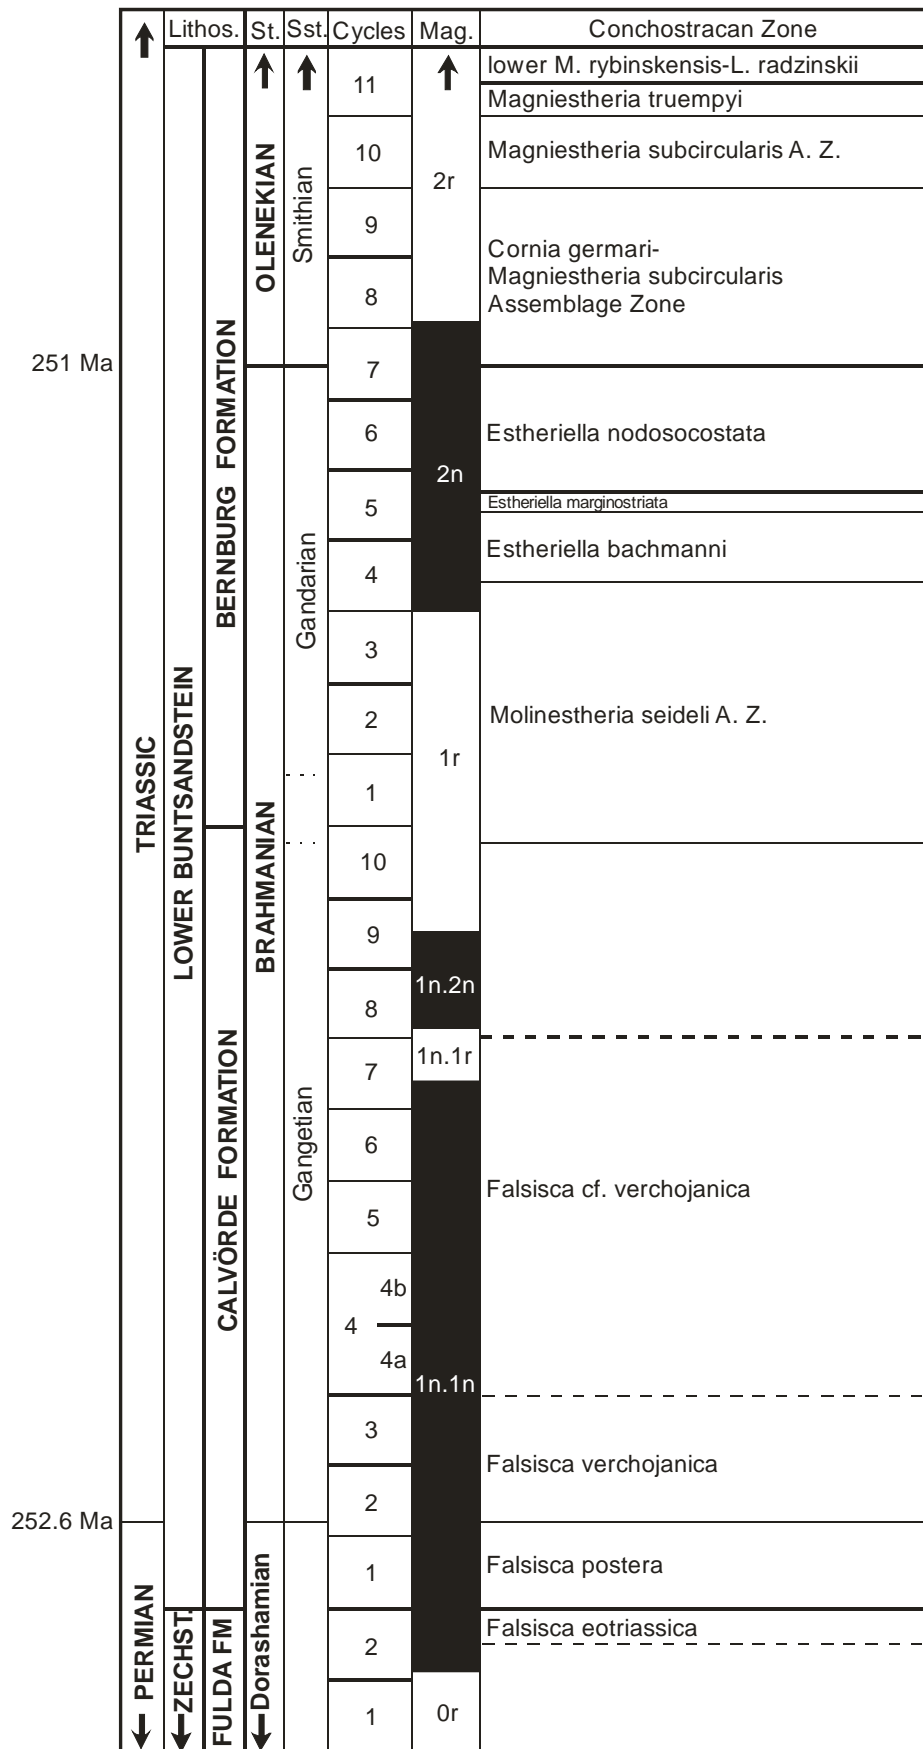 Lithos. St. Sst. Cycles Mag. Conchostracan Zone
lower M. rybinskensis-L. radzinskii
11
Magniestheria truempyi
10
Magniestheria subcircularis A. Z.
2r
OLENEKIAN
Smithian
9
Cornia germari-
Magniestheria subcircularis
Assemblage Zone
8
251 Ma
7
BERNBURG FORMATION
6
Estheriella nodosocostata
2n
5
Estheriella marginostriata
Estheriella bachmanni
4
Gandarian
3
LOWER BUNTSANDSTEIN
2
Molinestheria seideli A. Z.
1r
TRIASSIC
1
BRAHMANIAN
10
9
1n.2n
8
1n.1r
7
CALVÖRDE FORMATION
Gangetian
6
Falsisca cf. verchojanica
5
4b
4
4a
1n.1n
3
Falsisca verchojanica
2
252.6 Ma
1
Falsisca postera
PERMIAN
ZECHST.
FULDA FM
Dorashamian
Falsisca eotriassica
2
1
0r